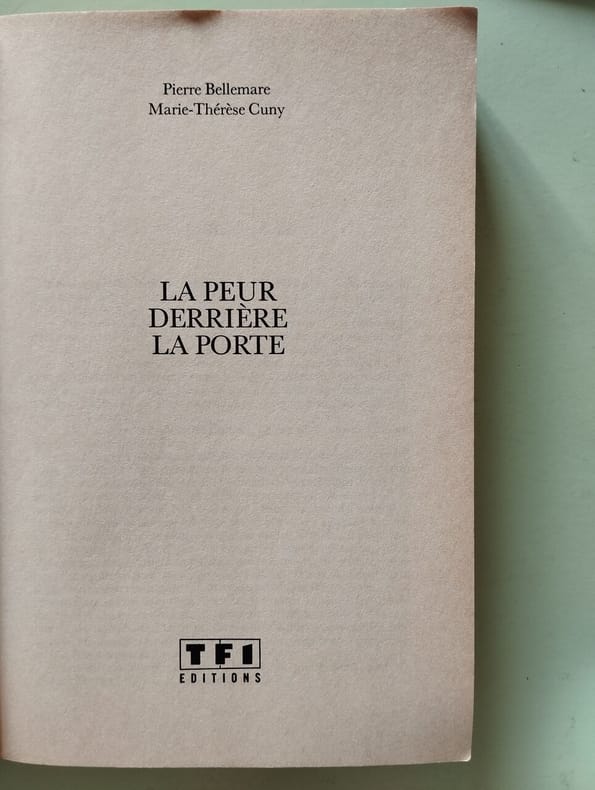 Pierre Bellemare
Marie-Thérèse Cuny
LA PEUR
DERRIÈRE
LA PORTE
TF1
EDITIONS